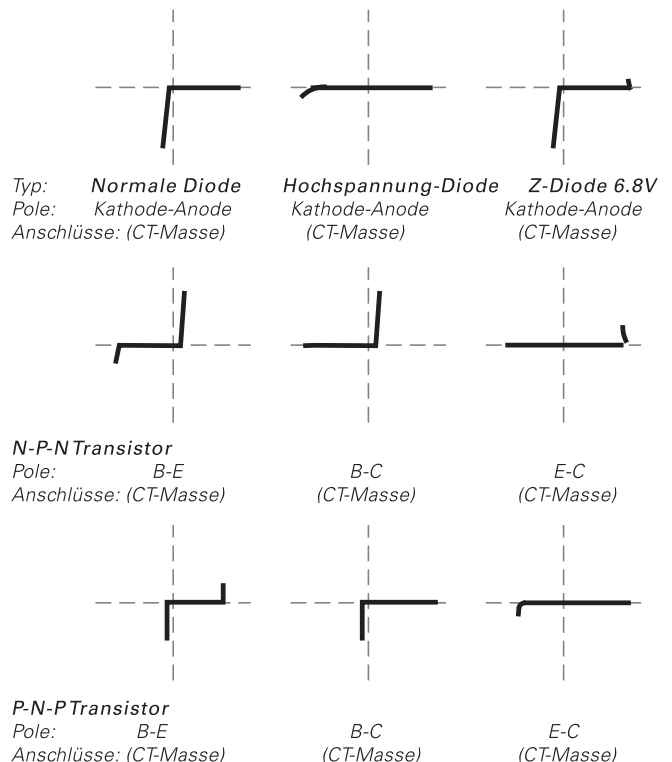 Typ: Normale Diode Hochspannung-Diode Z-Diode 6.8V
Pole: Kathode-Anode Kathode-Anode Kathode-Anode
Anschlüsse: (CT-Masse) (CT-Masse) (CT-Masse)
N-P-N Transistor
Pole: B-E B-C E-C
Anschlüsse: (CT-Masse) (CT-Masse) (CT-Masse)
P-N-P Transistor
Pole: B-E B-C E-C
Anschlüsse: (CT-Masse) (CT-Masse) (CT-Masse)